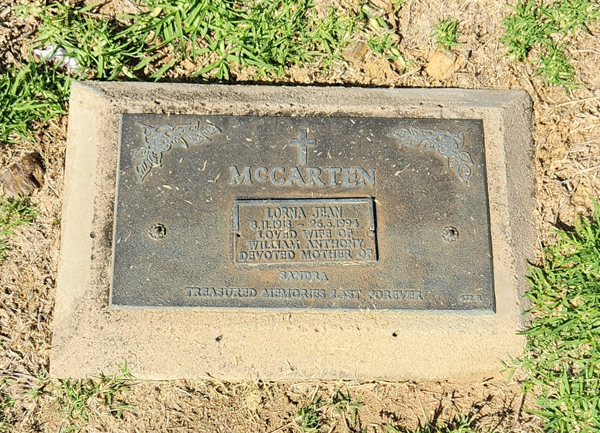 McCARTEN
LORNA JEAN
LOVED WIFE OF
WILLIAM ANTHONY
DEVOTED MOTHER OF
SANDRA
TREASURED MEMORIES LAST FOREVER